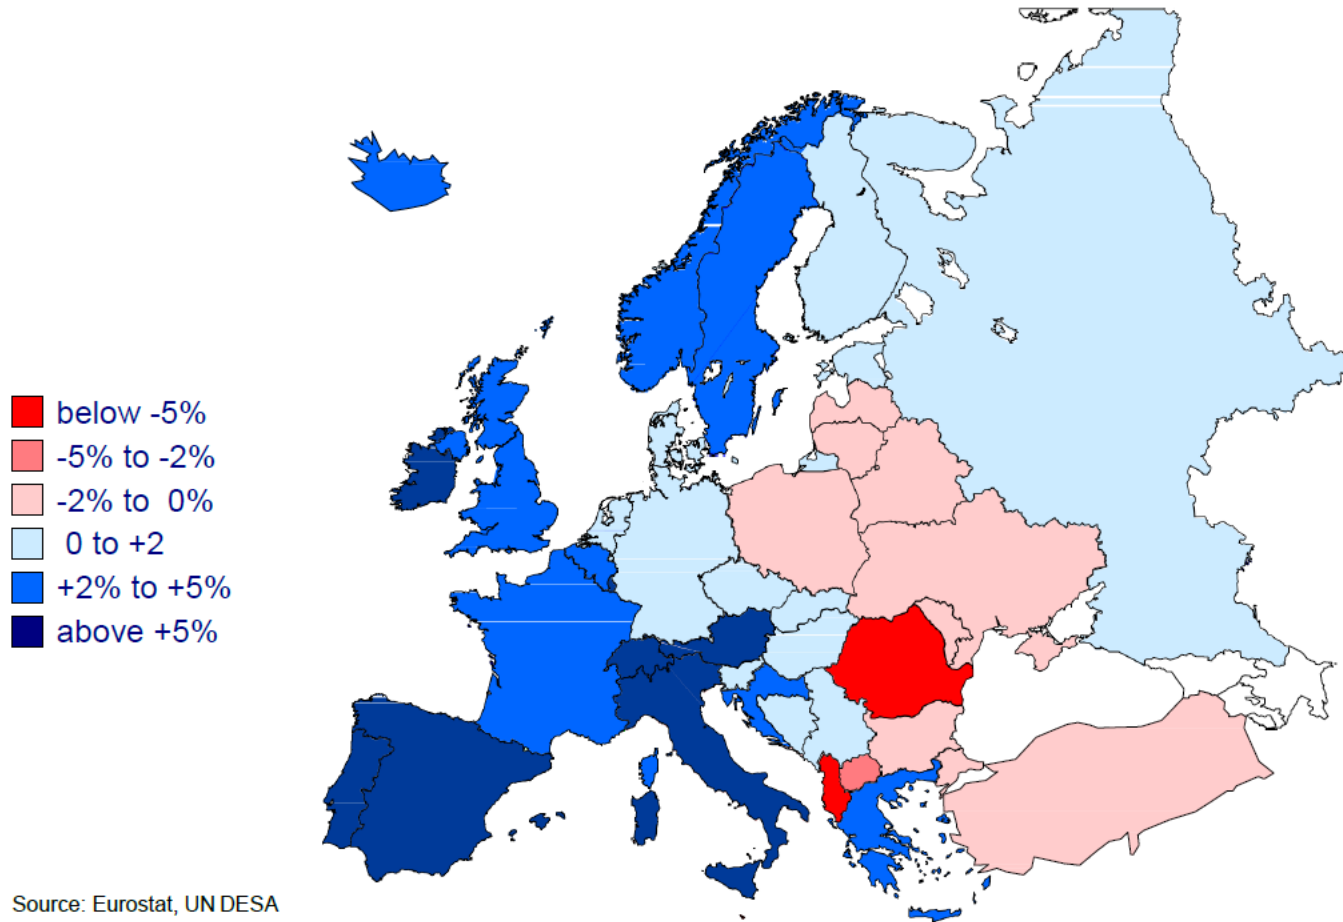 below -5%
-5% to -2%
-2% to 0%
0 to +2
+2% to +5%
above +5%
Source: Eurostat, UN DESA